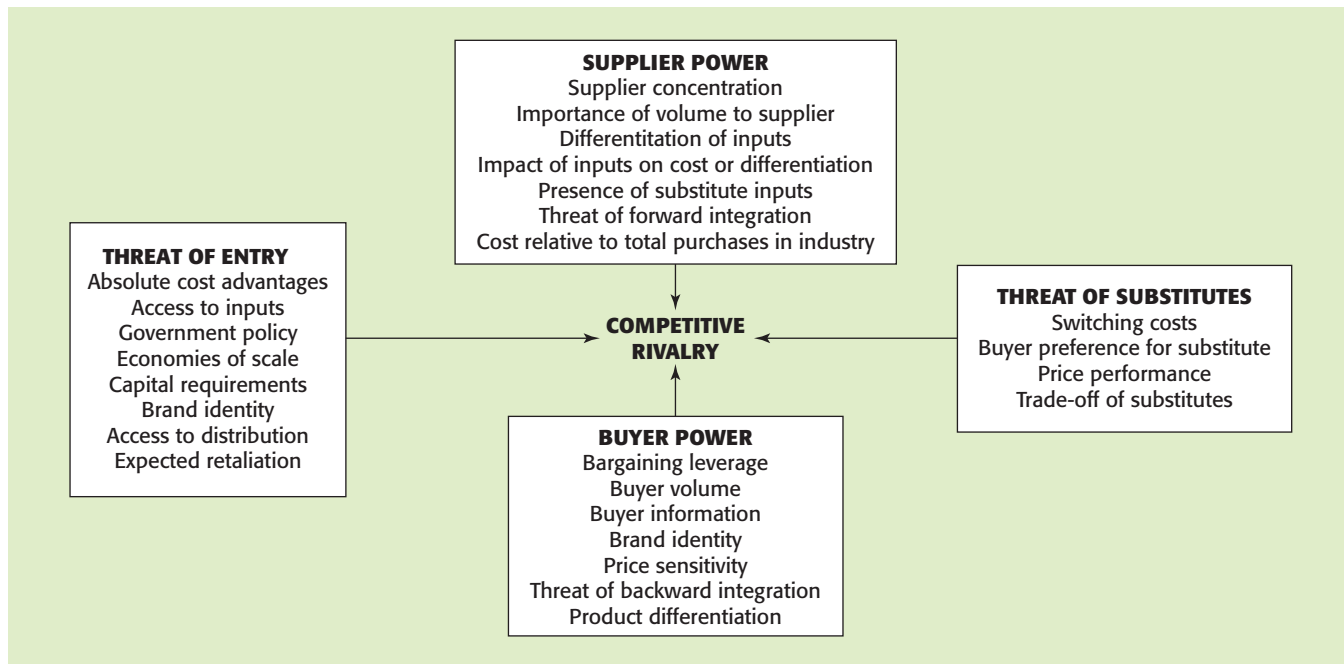 SUPPLIER POWER
Supplier concentration
Importance of volume to supplier
Differentitation of inputs
Impact of inputs on cost or differentiation
Presence of substitute inputs
Threat of forward integration
Cost relative to total purchases in industry
THREAT OF ENTRY
Absolute cost advantages
Access to inputs
Government policy
Economies of scale
Capital requirements
Brand identity
Access to distribution
Expected retaliation
COMPETITIVE
RIVALRY
THREAT OF SUBSTITUTES
Switching costs
Buyer preference for substitute
Price performance
Trade-off of substitutes
BUYER POWER
Bargaining leverage
Buyer volume
Buyer information
Brand identity
Price sensitivity
Threat of backward integration
Product differentiation